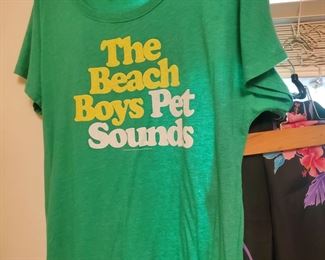 The
Beach
Boys Pet
Sounds